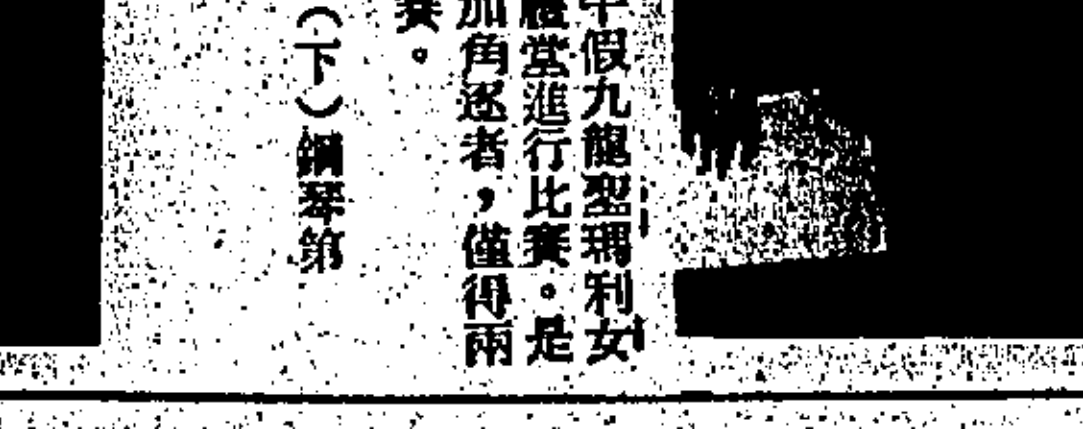 假九龍聖瑪利女
堂進行比賽。是
加角逐者，僅得兩
賽。
（下）鋼琴第